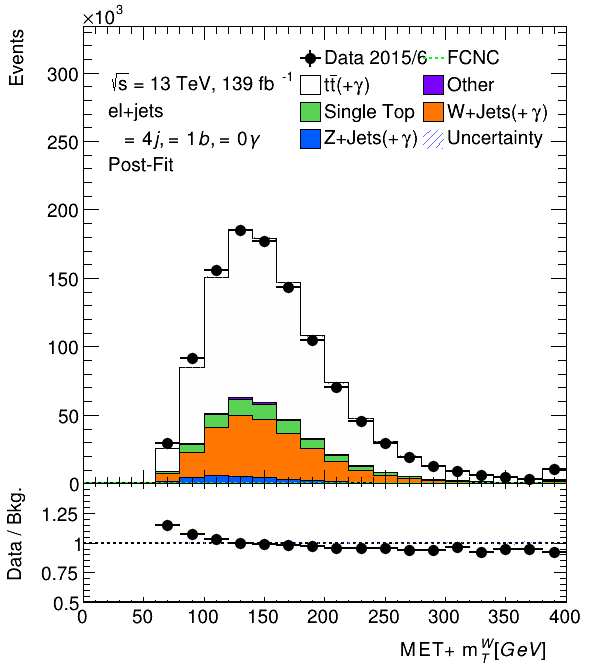 ×10³
Events
√s = 13 TeV, 139 fb⁻¹
el+jets
= 4j, = 1b, = 0γ
Post-Fit
Data 2015/6
FCNC
tt̄(+γ)
Other
Single Top
W+Jets(+γ)
Z+Jets(+γ)
Uncertainty
300
250
200
150
100
50
0
Data / Bkg.
1.25
1
0.75
0.5
0 50 100 150 200 250 300 350 400
MET+ m_T^W[GeV]